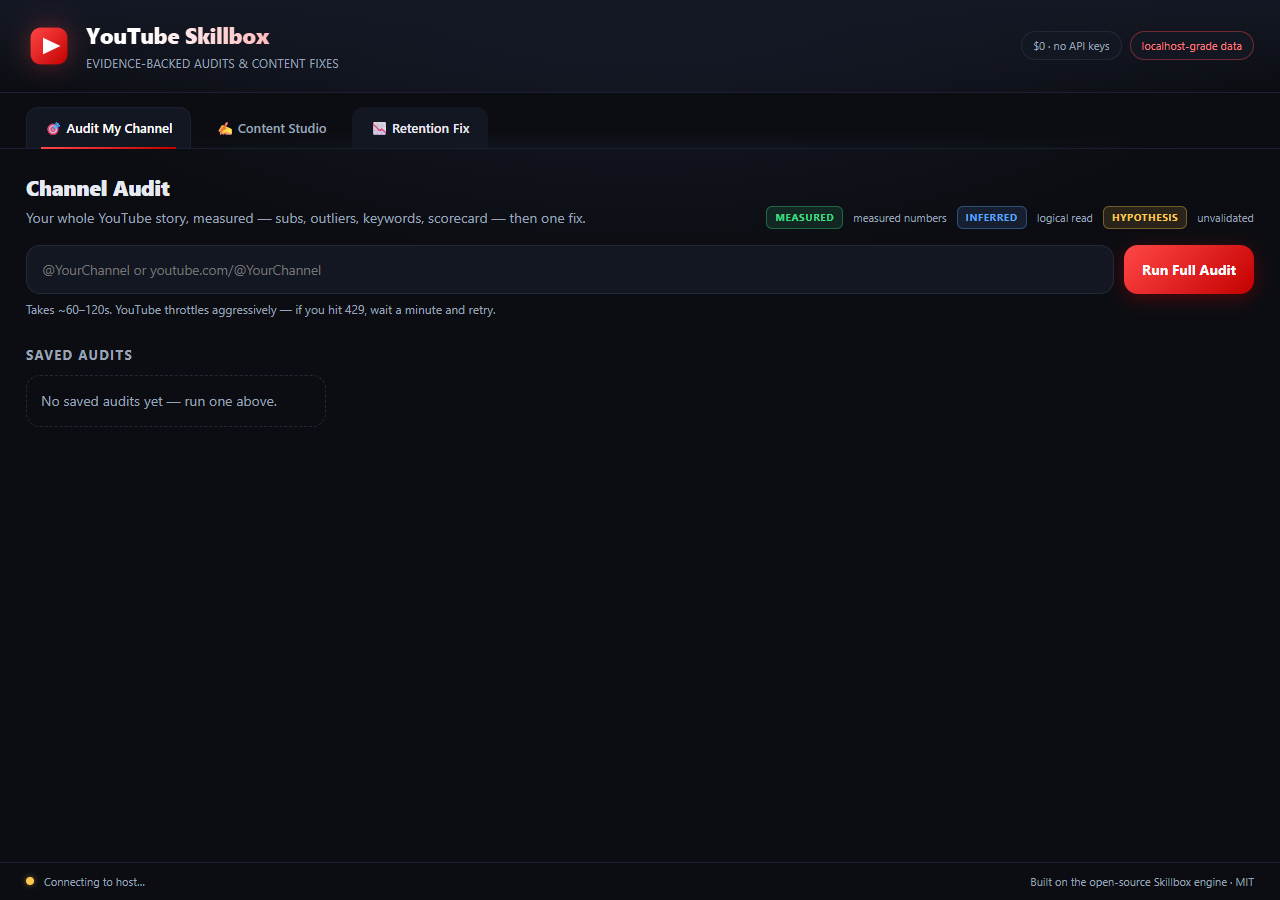 YouTube Skillbox
EVIDENCE-BACKED AUDITS & CONTENT FIXES
$0 · no API keys
localhost-grade data
Audit My Channel
Content Studio
Retention Fix
Channel Audit
Your whole YouTube story, measured — subs, outliers, keywords, scorecard — then one fix.
MEASURED measured numbers INFERRED logical read HYPOTHESIS unvalidated
@YourChannel or youtube.com/@YourChannel
Run Full Audit
Takes ~60–120s. YouTube throttles aggressively — if you hit 429, wait a minute and retry.
SAVED AUDITS
No saved audits yet — run one above.
Connecting to host...
Built on the open-source Skillbox engine · MIT